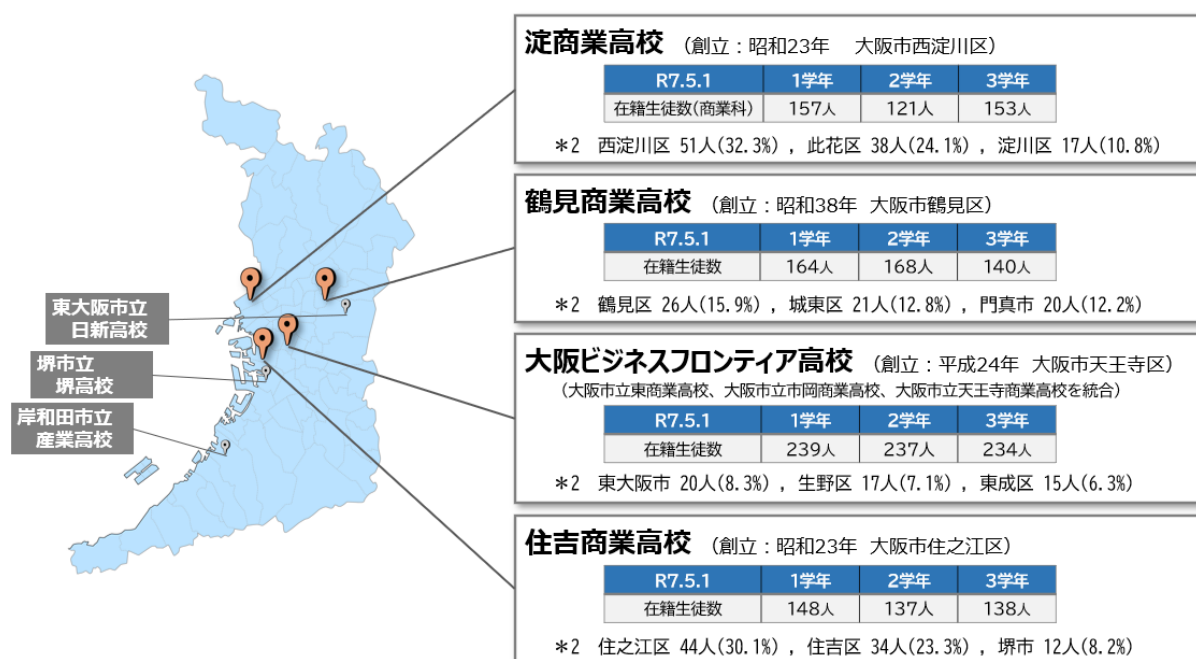 淀商業高校 （創立：昭和23年　大阪市西淀川区）
R7.5.1 1学年 2学年 3学年
在籍生徒数(商業科) 157人 121人 153人
＊2 西淀川区 51人(32.3%) , 此花区 38人(24.1%) , 淀川区 17人(10.8%)
鶴見商業高校 （創立：昭和38年 大阪市鶴見区）
R7.5.1 1学年 2学年 3学年
在籍生徒数 164人 168人 140人
＊2 鶴見区 26人(15.9%) , 城東区 21人(12.8%) , 門真市 20人(12.2%)
東大阪市立
日新高校
堺市立
堺高校
岸和田市立
産業高校
大阪ビジネスフロンティア高校 （創立：平成24年 大阪市天王寺区）
（大阪市立東商業高校、大阪市立市岡商業高校、大阪市立天王寺商業高校を統合）
R7.5.1 1学年 2学年 3学年
在籍生徒数 239人 237人 234人
＊2 東大阪市 20人(8.3%) , 生野区 17人(7.1%) , 東成区 15人(6.3%)
住吉商業高校 （創立：昭和23年 大阪市住之江区）
R7.5.1 1学年 2学年 3学年
在籍生徒数 148人 137人 138人
＊2 住之江区 44人(30.1%) , 住吉区 34人(23.3%) , 堺市 12人(8.2%)